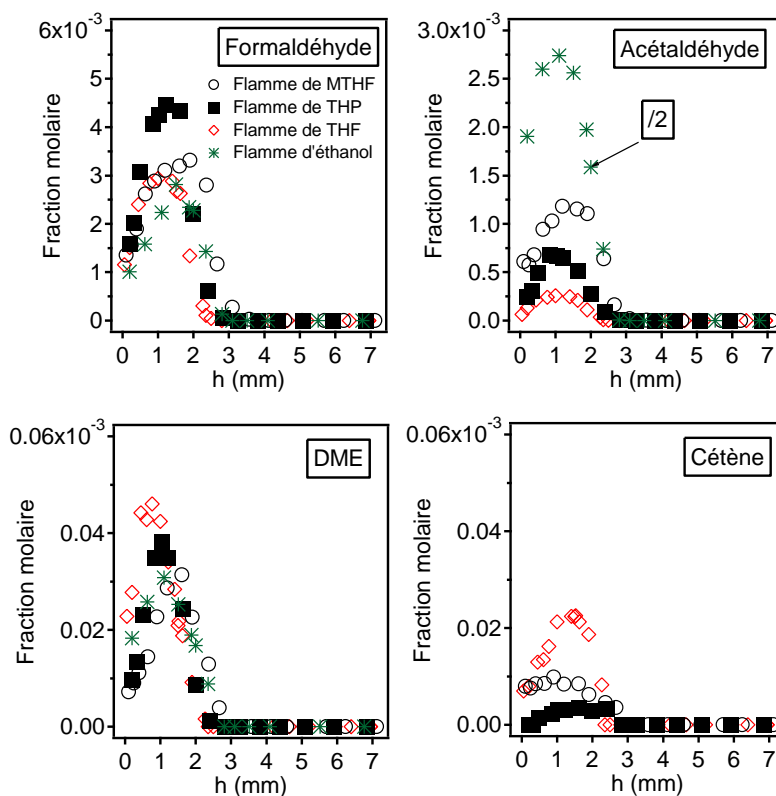 6x10⁻³
5
4
3
2
1
0
Fraction molaire
0 1 2 3 4 5 6 7
h (mm)
Formaldéhyde
Flamme de MTHF
Flamme de THP
Flamme de THF
Flamme d'éthanol
3.0x10⁻³
2.5
2.0
1.5
1.0
0.5
0.0
Fraction molaire
0 1 2 3 4 5 6 7
h (mm)
Acétaldéhyde
/2
0.06x10⁻³
0.04
0.02
0.00
Fraction molaire
0 1 2 3 4 5 6 7
h (mm)
DME
0.06x10⁻³
0.04
0.02
0.00
Fraction molaire
0 1 2 3 4 5 6 7
h (mm)
Cétène